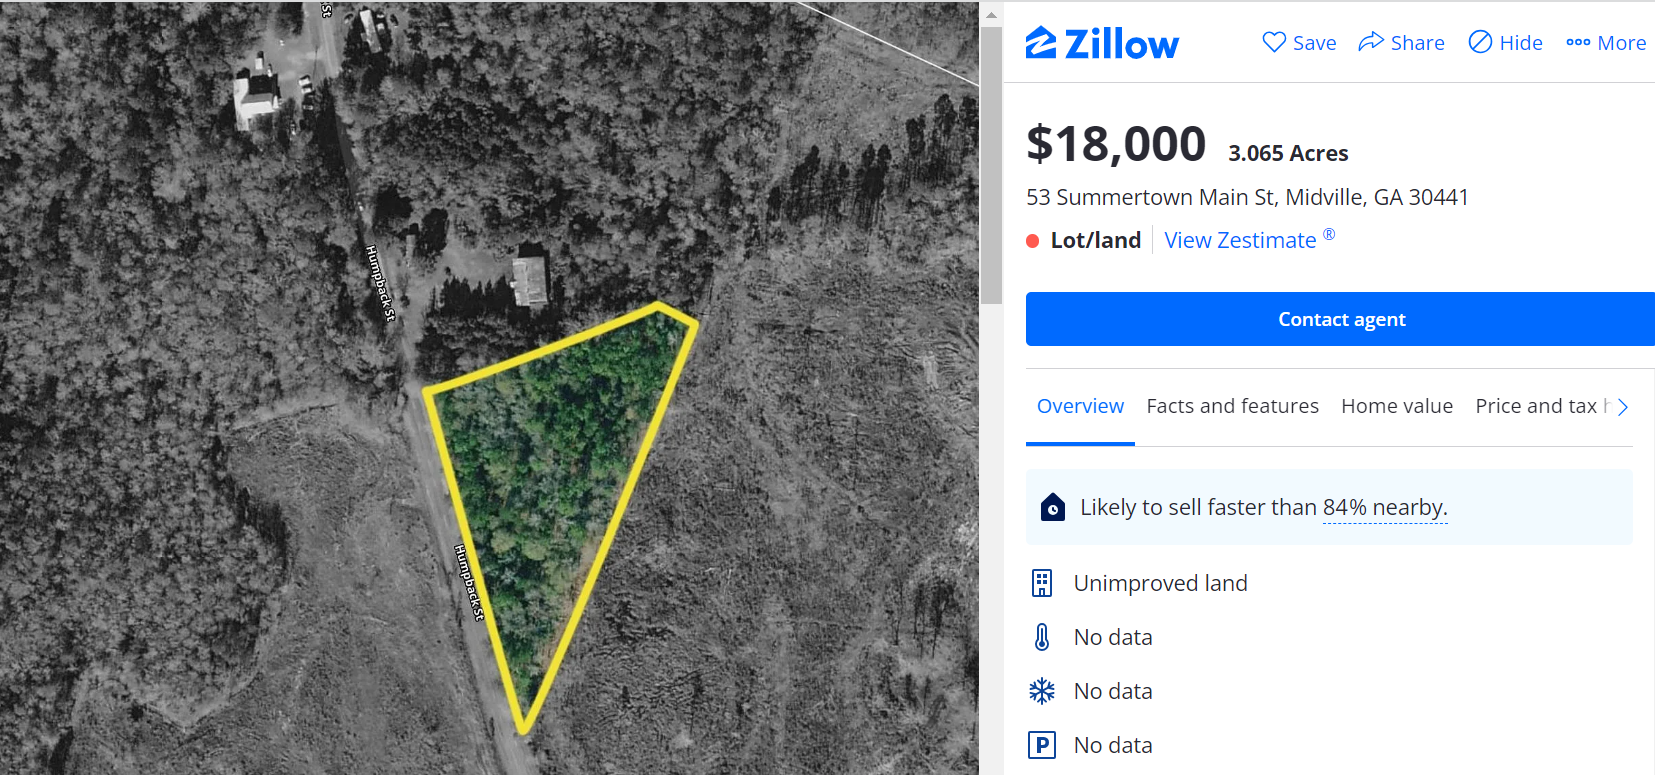 St
Humpback St
Humpback St
Zillow
Save Share Hide More
$18,000 3.065 Acres
53 Summertown Main St, Midville, GA 30441
Lot/land View Zestimate ®
Contact agent
Overview Facts and features Home value Price and tax
Likely to sell faster than 84% nearby.
Unimproved land
No data
No data
P No data